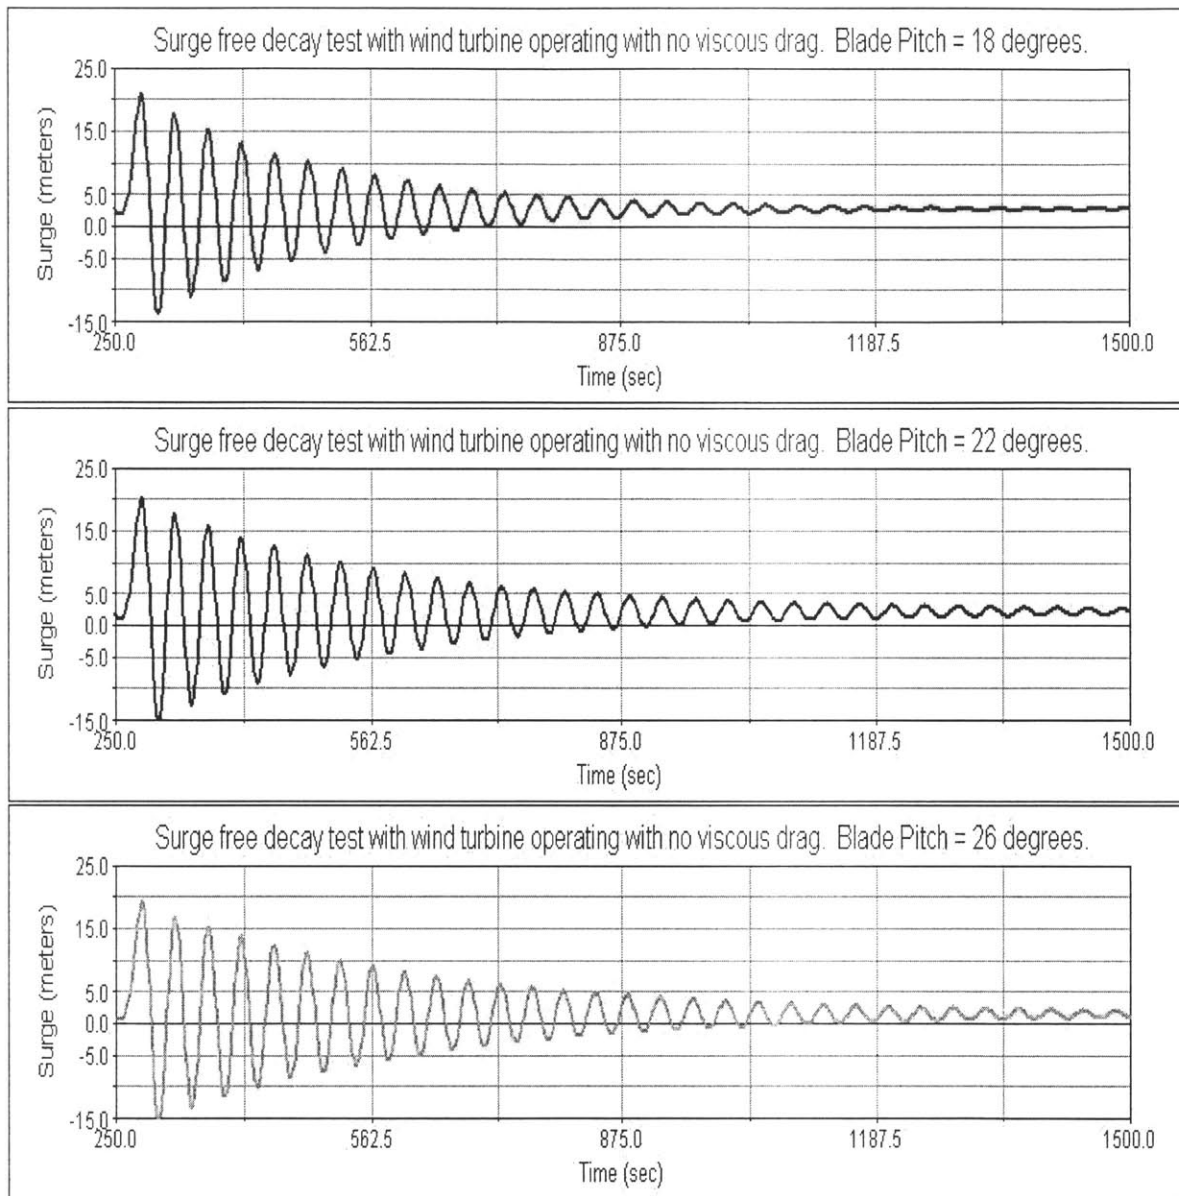 Surge free decay test with wind turbine operating with no viscous drag. Blade Pitch = 18 degrees.
25.0
15.0
5.0
0.0
-5.0
-15.0
Surge (meters)
250.0 562.5 875.0 1187.5 1500.0
Time (sec)
Surge free decay test with wind turbine operating with no viscous drag. Blade Pitch = 22 degrees.
25.0
15.0
5.0
0.0
-5.0
-15.0
Surge (meters)
250.0 562.5 875.0 1187.5 1500.0
Time (sec)
Surge free decay test with wind turbine operating with no viscous drag. Blade Pitch = 26 degrees.
25.0
15.0
5.0
0.0
-5.0
-15.0
Surge (meters)
250.0 562.5 875.0 1187.5 1500.0
Time (sec)